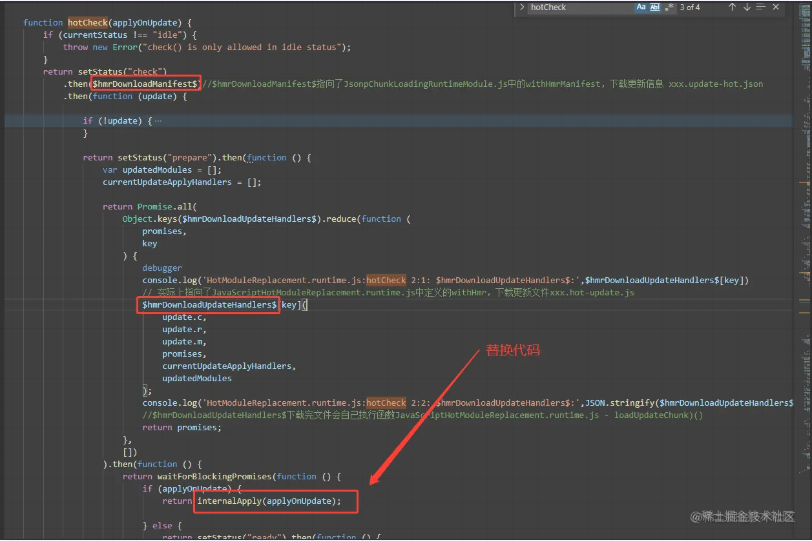 hotCheck Aa Abl .* 3 of 4
function hotCheck(applyOnUpdate) {
if (currentStatus !== "idle") {
throw new Error("check() is only allowed in idle status");
}
return setStatus("check")
.then($hmrDownloadManifest$)//$hmrDownloadManifest$指向了JsonpChunkLoadingRuntimeModule.js中的withHmrManifest，下载更新信息 xxx.update-hot.json
.then(function (update) {
if (!update) {…
}
return setStatus("prepare").then(function () {
var updatedModules = [];
currentUpdateApplyHandlers = [];
return Promise.all(
Object.keys($hmrDownloadUpdateHandlers$).reduce(function (
promises,
key
) {
debugger
console.log('HotModuleReplacement.runtime.js:hotCheck 2:1: $hmrDownloadUpdateHandlers$:',$hmrDownloadUpdateHandlers$[key])
// 实际上指向了JavaScriptHotModuleReplacement.runtime.js中定义的withHmr，下载更新文件xxx.hot-update.js
$hmrDownloadUpdateHandlers$[key](
update.c,
update.r,
update.m,
promises,
currentUpdateApplyHandlers,
updatedModules
);
console.log('HotModuleReplacement.runtime.js:hotCheck 2:2: $hmrDownloadUpdateHandlers$:',JSON.stringify($hmrDownloadUpdateHandlers$
//$hmrDownloadUpdateHandlers$下载完文件会自己执行函数JavaScriptHotModuleReplacement.runtime.js - loadUpdateChunk)()
return promises;
},
[])
).then(function () {
return waitForBlockingPromises(function () {
if (applyOnUpdate) {
return internalApply(applyOnUpdate);
} else {
return setStatus("ready").then(function () {
替换代码
@稀土掘金技术社区